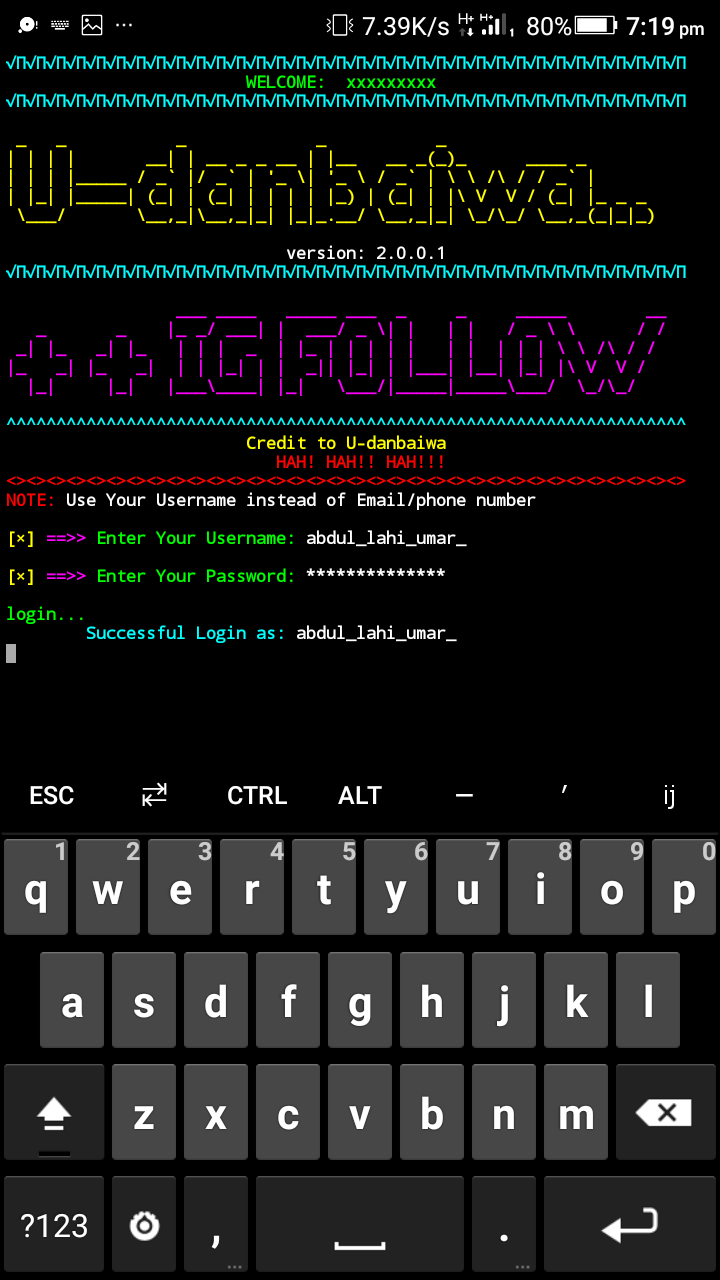 7.39K/s H+ H+ 1 80% 7:19 pm
WELCOME: xxxxxxxxx
U-danbaiwa...
version: 2.0.0.1
++ IG FOLLOW
^^^^^^^^^^^^^^^^^^^^^^^^^^^^^^^^^^^^^^^^^^^^^^^^^^^^^^^^^^^^^^^^^^^^
Credit to U-danbaiwa
HAH! HAH!! HAH!!!
<><><><><><><><><><><><><><><><><><><><><><><><><><><><><><><><><><>
NOTE: Use Your Username instead of Email/phone number
[×] ==>> Enter Your Username: abdul_lahi_umar_
[×] ==>> Enter Your Password: **************
login...
Successful Login as: abdul_lahi_umar_
ESC CTRL ALT — ′ ij
1 2 3 4 5 6 7 8 9 0
q w e r t y u i o p
a s d f g h j k l
z x c v b n m
?123 , .